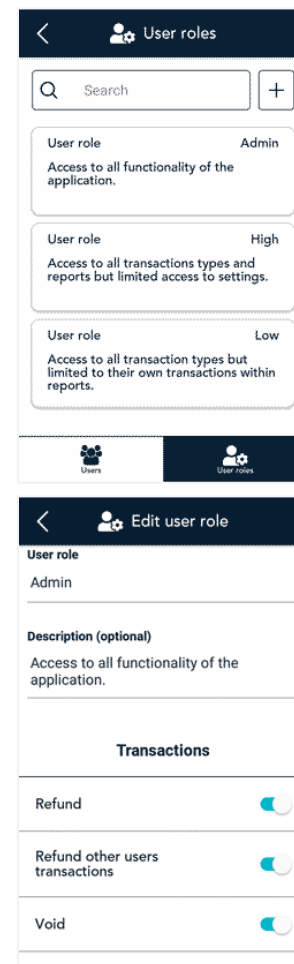 User roles
Search
User role Admin
Access to all functionality of the
application.
User role High
Access to all transactions types and
reports but limited access to settings.
User role Low
Access to all transaction types but
limited to their own transactions within
reports.
Users User roles
Edit user role
User role
Admin
Description (optional)
Access to all functionality of the
application.
Transactions
Refund
Refund other users
transactions
Void